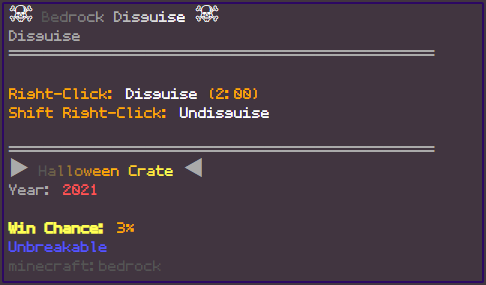 ☠ Bedrock Disguise ☠
Disguise
Right-Click: Disguise (2:00)
Shift Right-Click: Undisguise
▶ Halloween Crate ◀
Year: 2021
Win Chance: 3%
Unbreakable
minecraft:bedrock